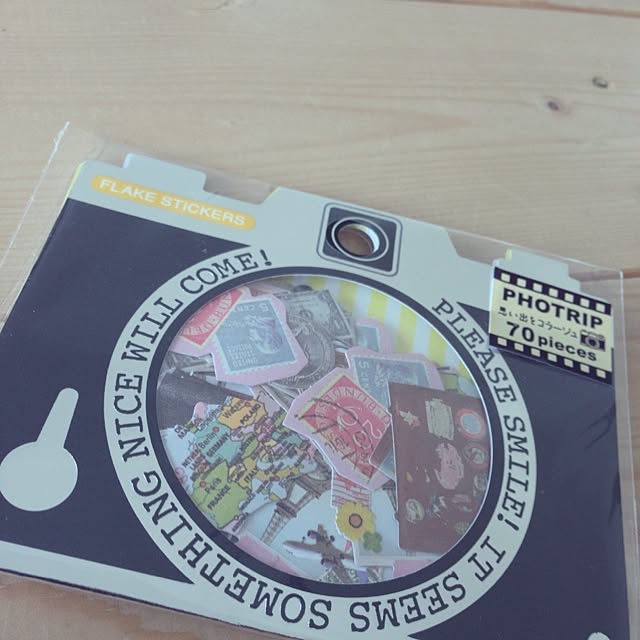 FLAKE STICKERS
PLEASE SMILE! IT SEEMS SOMETHING NICE WILL COME!
PHOTRIP
思い出をコラージュ
70 pieces